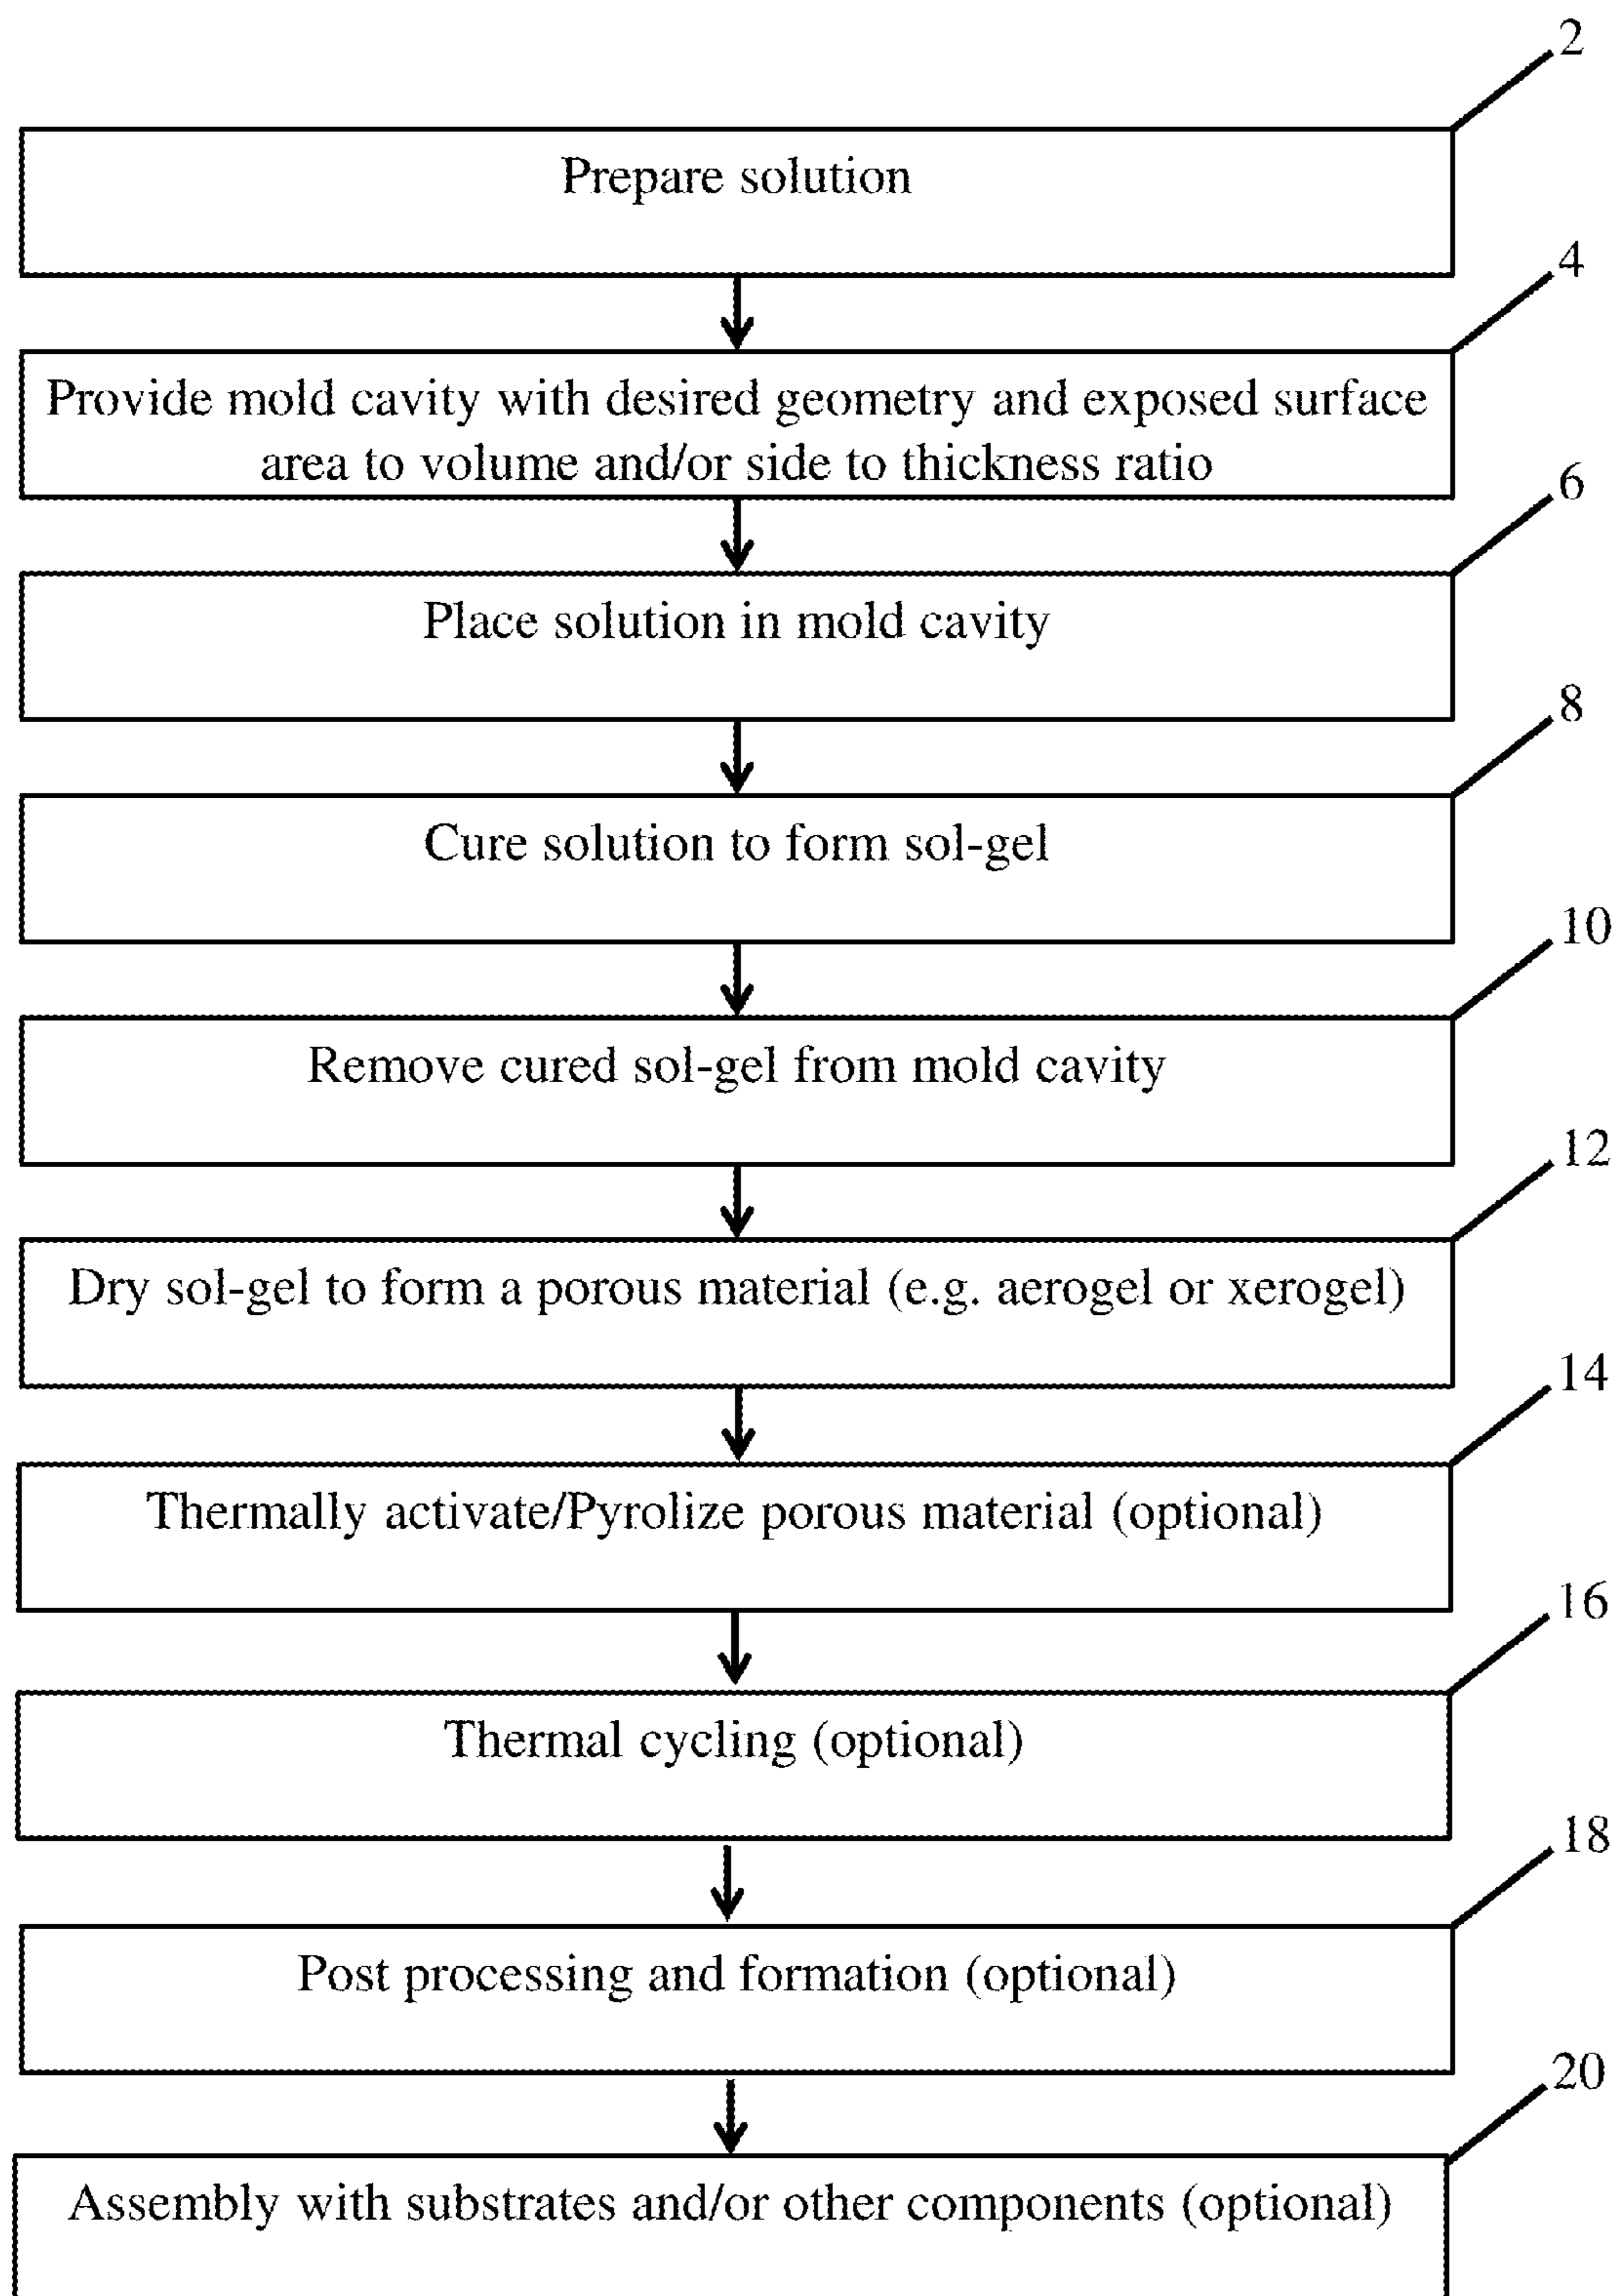 2
Prepare solution
4
Provide mold cavity with desired geometry and exposed surface
area to volume and/or side to thickness ratio
6
Place solution in mold cavity
8
Cure solution to form sol-gel
10
Remove cured sol-gel from mold cavity
12
Dry sol-gel to form a porous material (e.g. aerogel or xerogel)
14
Thermally activate/Pyrolize porous material (optional)
16
Thermal cycling (optional)
18
Post processing and formation (optional)
20
Assembly with substrates and/or other components (optional)